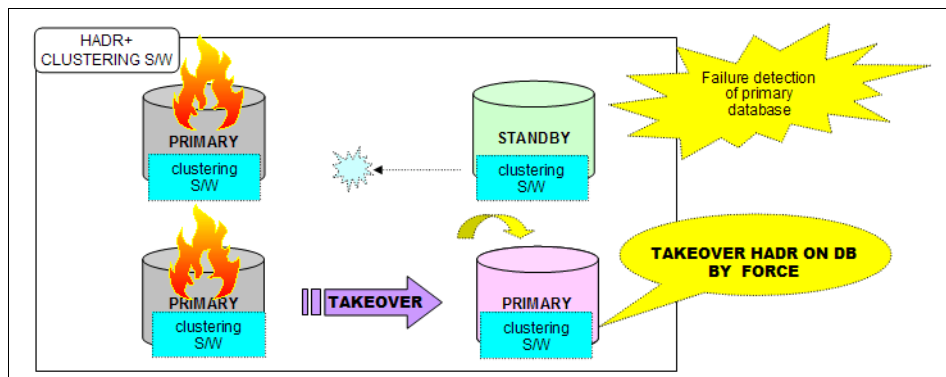 HADR+
CLUSTERING S/W
Failure detection
of primary
database
PRIMARY
clustering
S/W
STANDBY
clustering
S/W
PRIMARY
clustering
S/W
TAKEOVER
PRIMARY
clustering
S/W
TAKEOVER HADR ON DB
BY FORCE